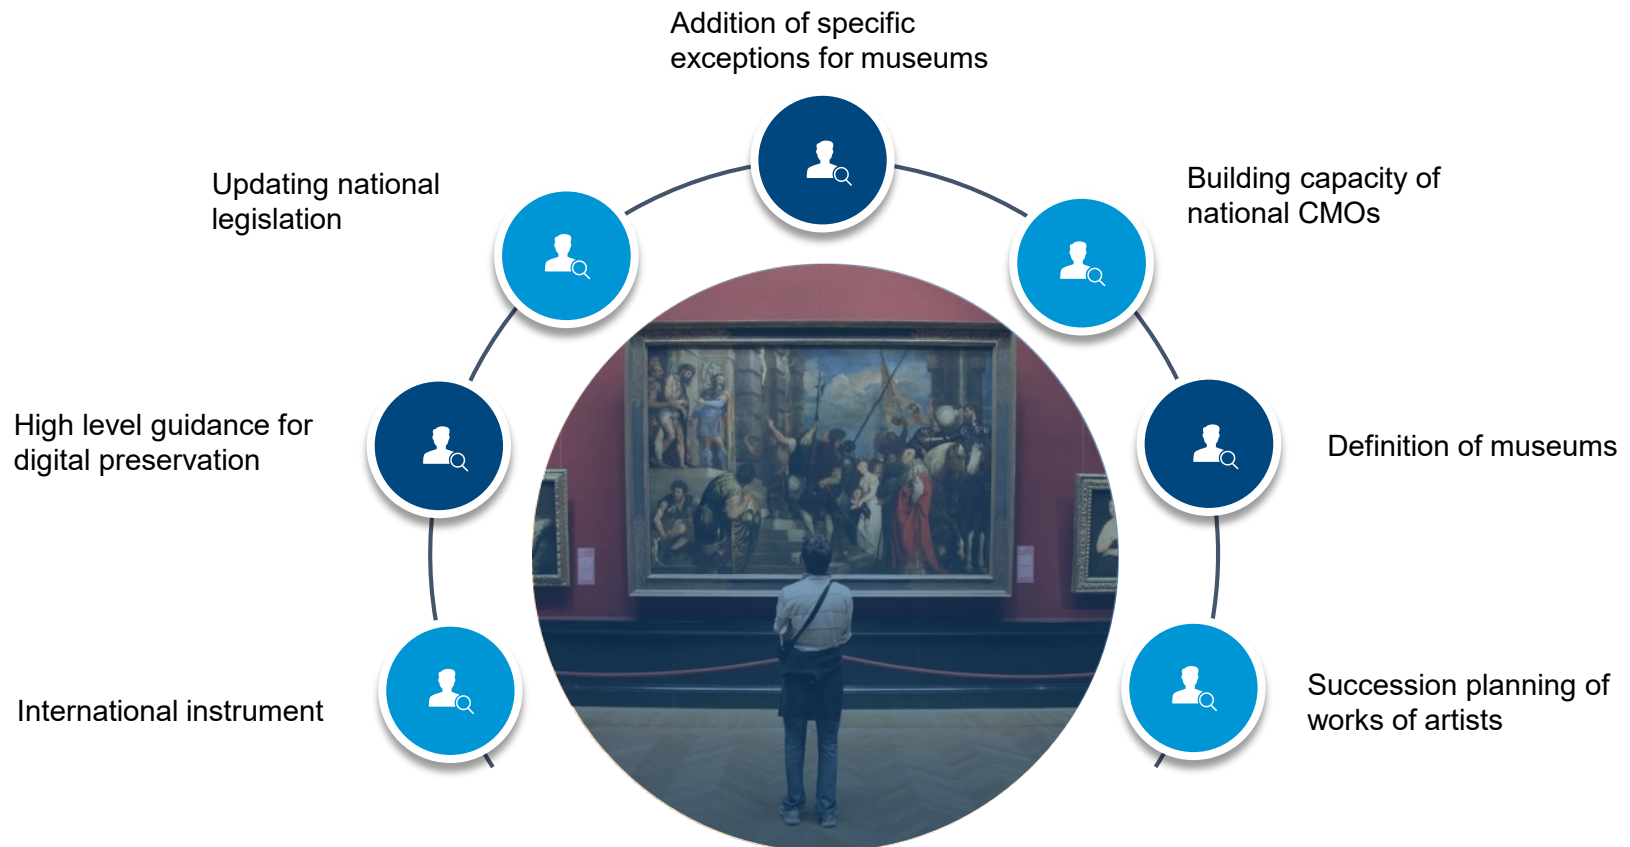 Addition of specific
exceptions for museums
Updating national
legislation
Building capacity of
national CMOs
High level guidance for
digital preservation
Definition of museums
International instrument
Succession planning of
works of artists